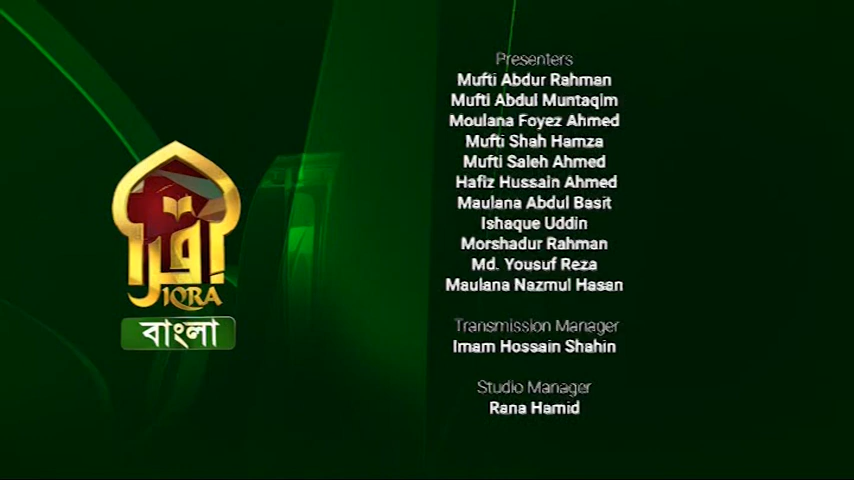 Presenters
Mufti Abdur Rahman
Mufti Abdul Muntaqim
Moulana Foyez Ahmed
Mufti Shah Hamza
Mufti Saleh Ahmed
Hafiz Hussain Ahmed
Maulana Abdul Basit
Ishaque Uddin
Morshadur Rahman
Md. Yousuf Reza
Maulana Nazmul Hasan
Transmission Manager
Imam Hossain Shahin
Studio Manager
Rana Hamid
اقرأ
IQRA
বাংলা